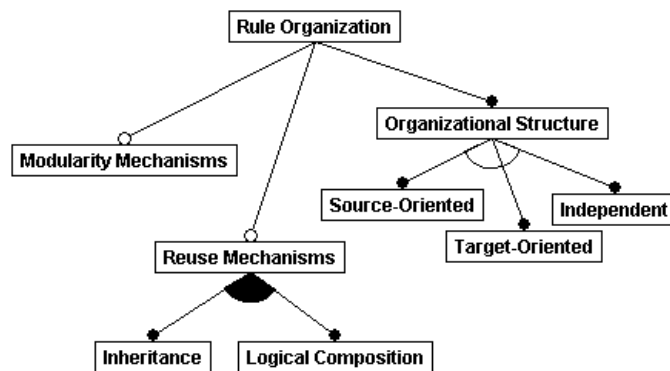 Rule Organization
Organizational Structure
Modularity Mechanisms
Source-Oriented
Independent
Target-Oriented
Reuse Mechanisms
Inheritance
Logical Composition